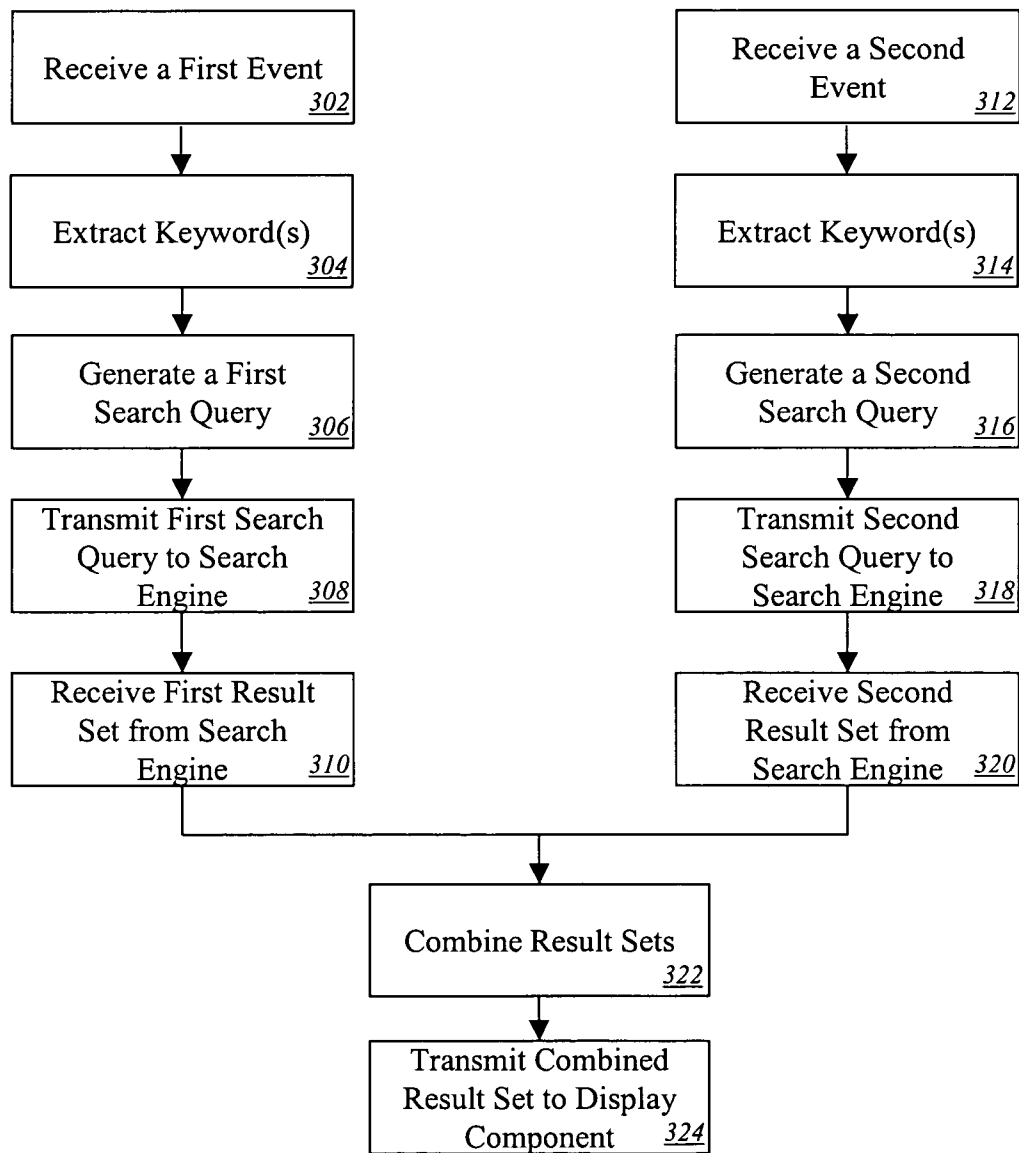 Receive a First Event
302
Extract Keyword(s)
304
Generate a First
Search Query
306
Transmit First Search
Query to Search
Engine
308
Receive First Result
Set from Search
Engine
310
Receive a Second
Event
312
Extract Keyword(s)
314
Generate a Second
Search Query
316
Transmit Second
Search Query to
Search Engine
318
Receive Second
Result Set from
Search Engine
320
Combine Result Sets
322
Transmit Combined
Result Set to Display
Component
324